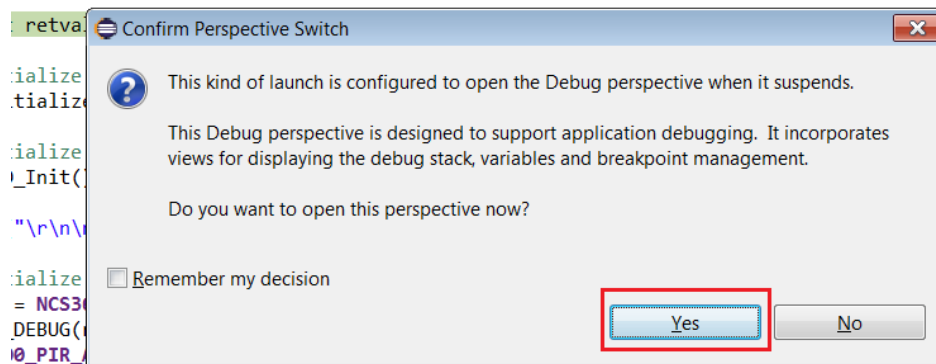 retva
Confirm Perspective Switch
tialize
This kind of launch is configured to open the Debug perspective when it suspends.
itialize
This Debug perspective is designed to support application debugging.  It incorporates
tialize
views for displaying the debug stack, variables and breakpoint management.
_Init()
Do you want to open this perspective now?
"\r\n\
tialize
Remember my decision
= NCS3
_DEBUG(
Yes
No
0_PIR_